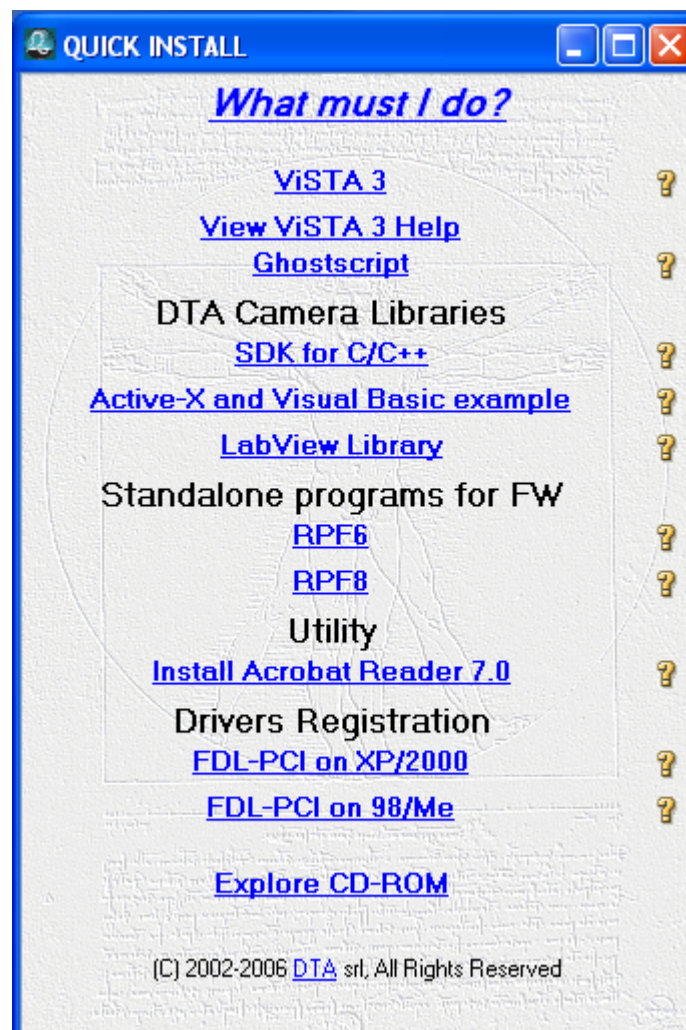 QUICK INSTALL
What must I do?
ViSTA 3
View ViSTA 3 Help
Ghostscript
DTA Camera Libraries
SDK for C/C++
Active-X and Visual Basic example
LabView Library
Standalone programs for FW
RPF6
RPF8
Utility
Install Acrobat Reader 7.0
Drivers Registration
FDL-PCI on XP/2000
FDL-PCI on 98/Me
Explore CD-ROM
(C) 2002-2006 DTA srl, All Rights Reserved